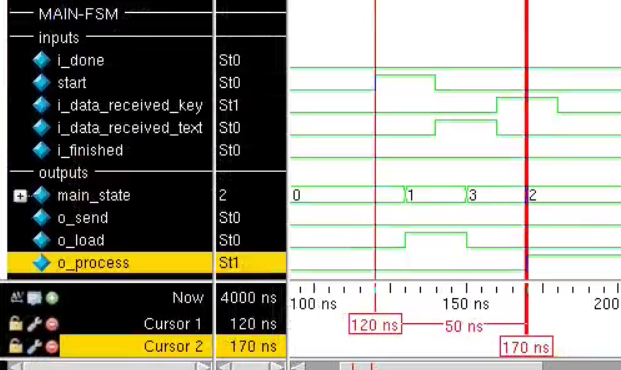 MAIN-FSM
inputs
i_done St0
start St0
i_data_received_key St1
i_data_received_text St0
i_finished St0
outputs
main_state 2 0 1 3 2
o_send St0
o_load St0
o_process St1
Now 4000 ns 100 ns 150 ns 200
Cursor 1 120 ns 120 ns 50 ns
Cursor 2 170 ns 170 ns